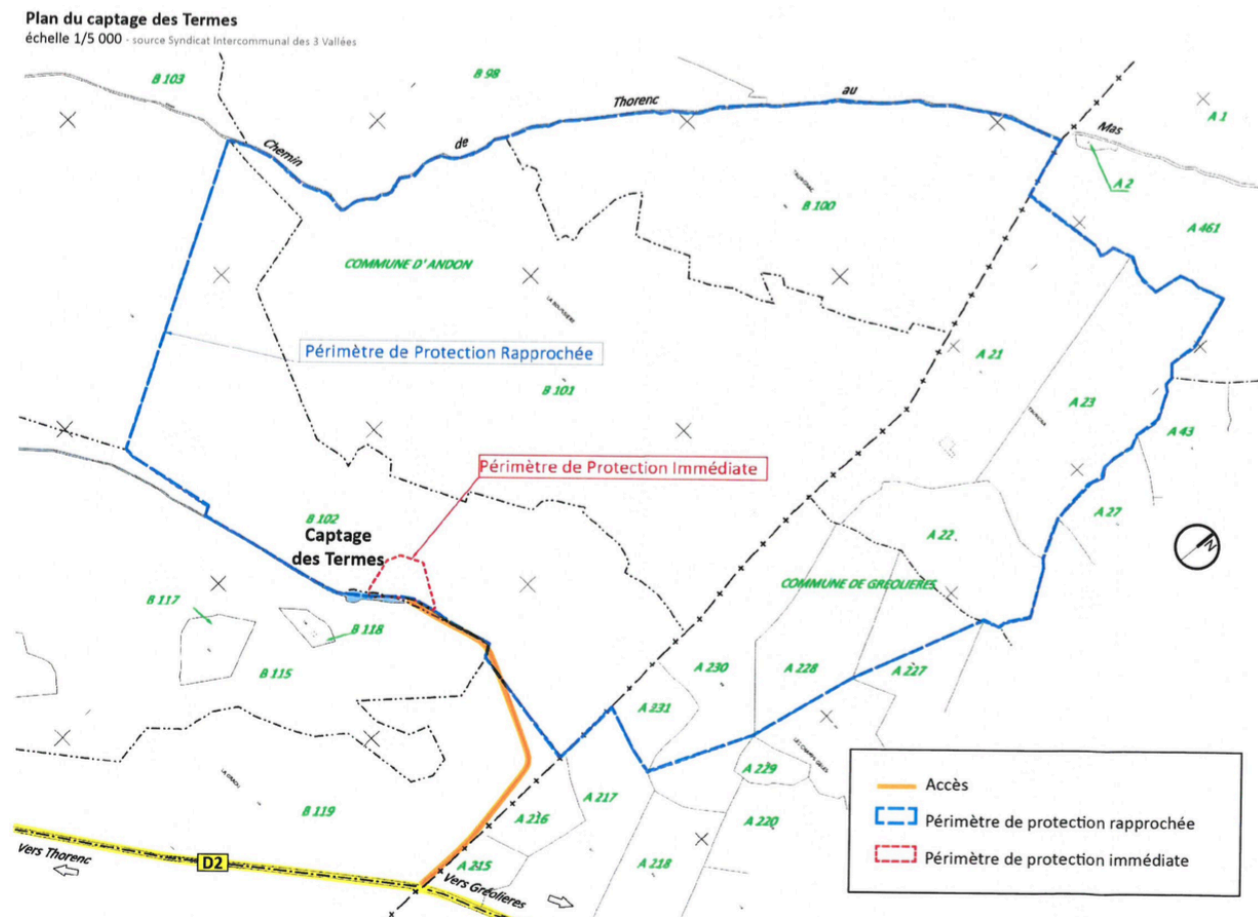 Plan du captage des Termes
échelle 1/5 000 - source Syndicat Intercommunal des 3 Vallées
B 103
B 98
Chemin
de
Thorenc
au
Mas
A 1
A 2
B 100
A 461
COMMUNE D'ANDON
Périmètre de Protection Rapprochée
B 101
A 21
A 23
A 43
Périmètre de Protection Immédiate
B 102
Captage
des Termes
A 27
A 22
N
COMMUNE DE GREOLIERES
B 117
B 118
B 115
A 230
A 228
A 227
A 231
A 229
A 217
A 216
A 220
B 119
A 215
A 218
Vers Thorenc
D2
Vers Gréolieres
Accès
Périmètre de protection rapprochée
Périmètre de protection immédiate